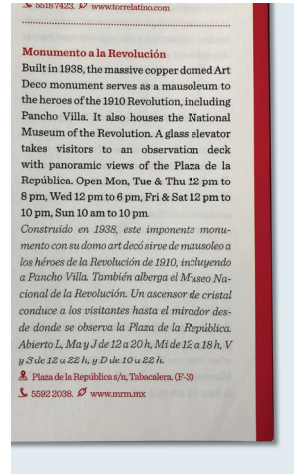 5518 7423. www.torrelatino.com
Monumento a la Revolución
Built in 1938, the massive copper domed Art
Deco monument serves as a mausoleum to
the heroes of the 1910 Revolution, including
Pancho Villa. It also houses the National
Museum of the Revolution. A glass elevator
takes visitors to an observation deck
with panoramic views of the Plaza de la
República. Open Mon, Tue & Thu 12 pm to
8 pm, Wed 12 pm to 6 pm, Fri & Sat 12 pm to
10 pm, Sun 10 am to 10 pm.
Construido en 1938, este imponente monu-
mento con su domo art decó sirve de mausoleo a
los héroes de la Revolución de 1910, incluyendo
a Pancho Villa. También alberga el Museo Na-
cional de la Revolución. Un ascensor de cristal
conduce a los visitantes hasta el mirador des-
de donde se observa la Plaza de la República.
Abierto L, Ma y J de 12 a 20 h, Mi de 12 a 18 h, V
y S de 12 a 22 h, y D de 10 a 22 h.
Plaza de la República s/n, Tabacalera. (F-3)
5592 2038. www.mrm.mx